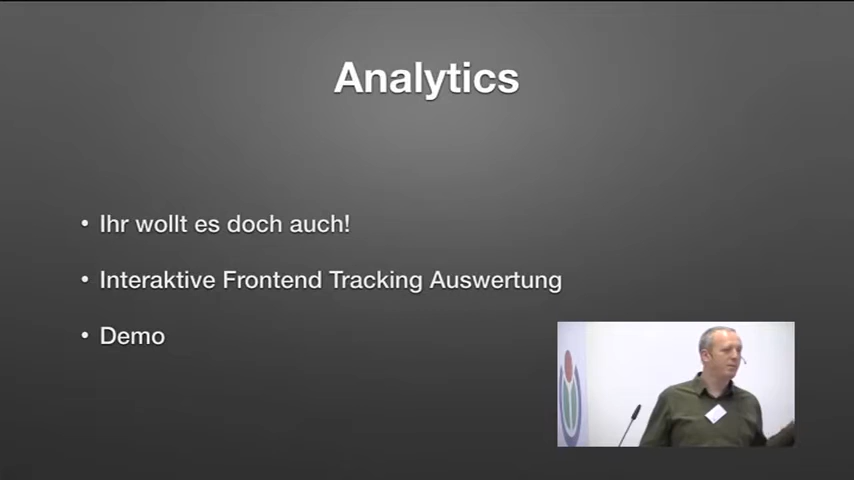 Analytics
• Ihr wollt es doch auch!
• Interaktive Frontend Tracking Auswertung
• Demo